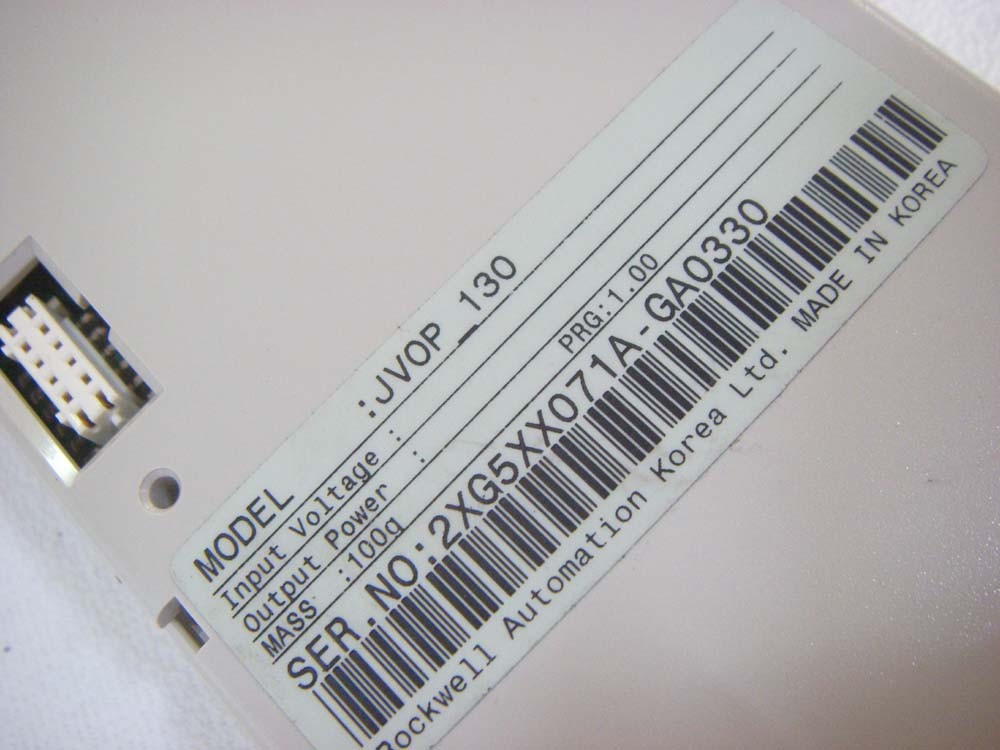 MODEL :JVOP_130
Input Voltage :
Output Power :
MASS :100g PRG:1.00
SER. NO:2XG5XX071A-GA0330
Rockwell Automation Korea Ltd. MADE IN KOREA